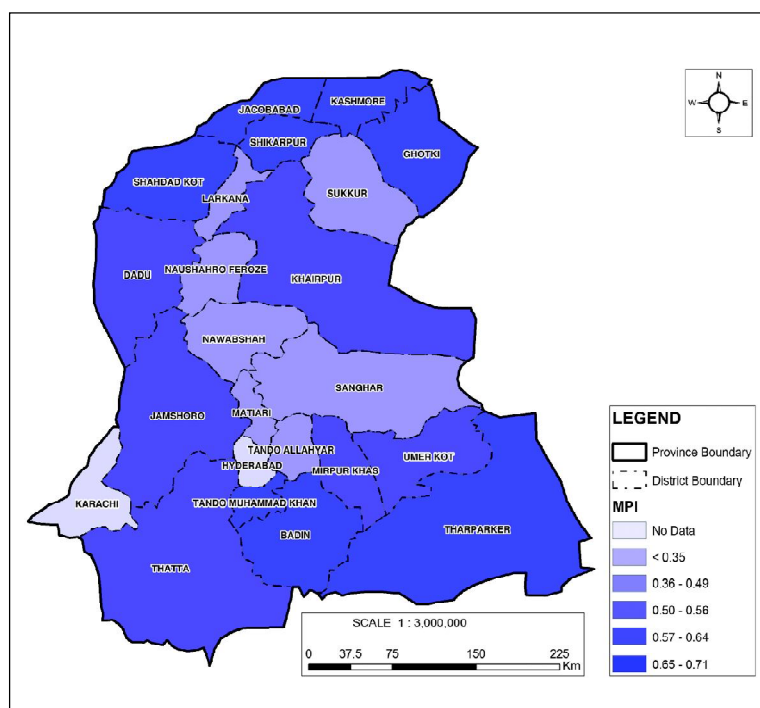 N
W E
S
JACOBABAD
KASHMORE
SHIKARPUR
GHOTKI
SHAHDAD KOT
LARKANA
SUKKUR
DADU
NAUSHAHRO FEROZE
KHAIRPUR
NAWABSHAH
SANGHAR
JAMSHORO
MATIARI
TANDO ALLAHYAR
HYDERABAD
MIRPUR KHAS
UMER KOT
KARACHI
TANDO MUHAMMAD KHAN
THARPARKER
BADIN
THATTA
LEGEND
Province Boundary
District Boundary
MPI
No Data
< 0.35
0.36 - 0.49
0.50 - 0.56
0.57 - 0.64
0.65 - 0.71
SCALE 1 : 3,000,000
0 37.5 75 150 225
Km